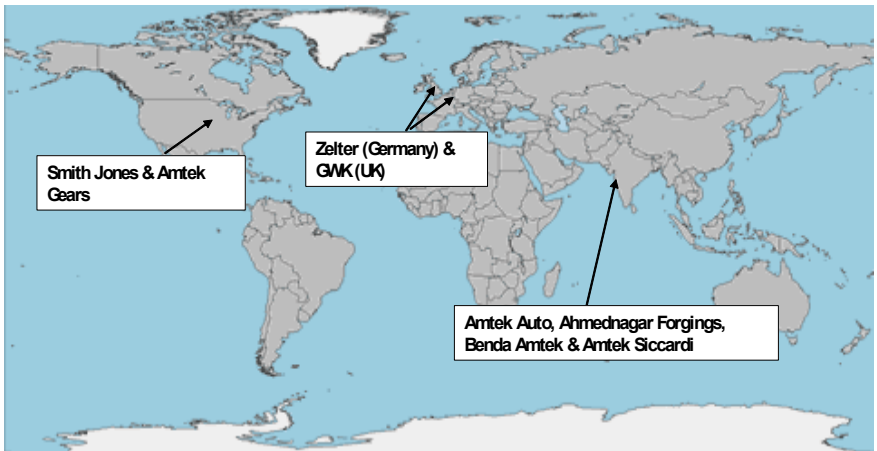 Smith Jones & Amtek
Gears
Zelter (Germany) &
GWK (UK)
Amtek Auto, Ahmednagar Forgings,
Benda Amtek & Amtek Siccardi